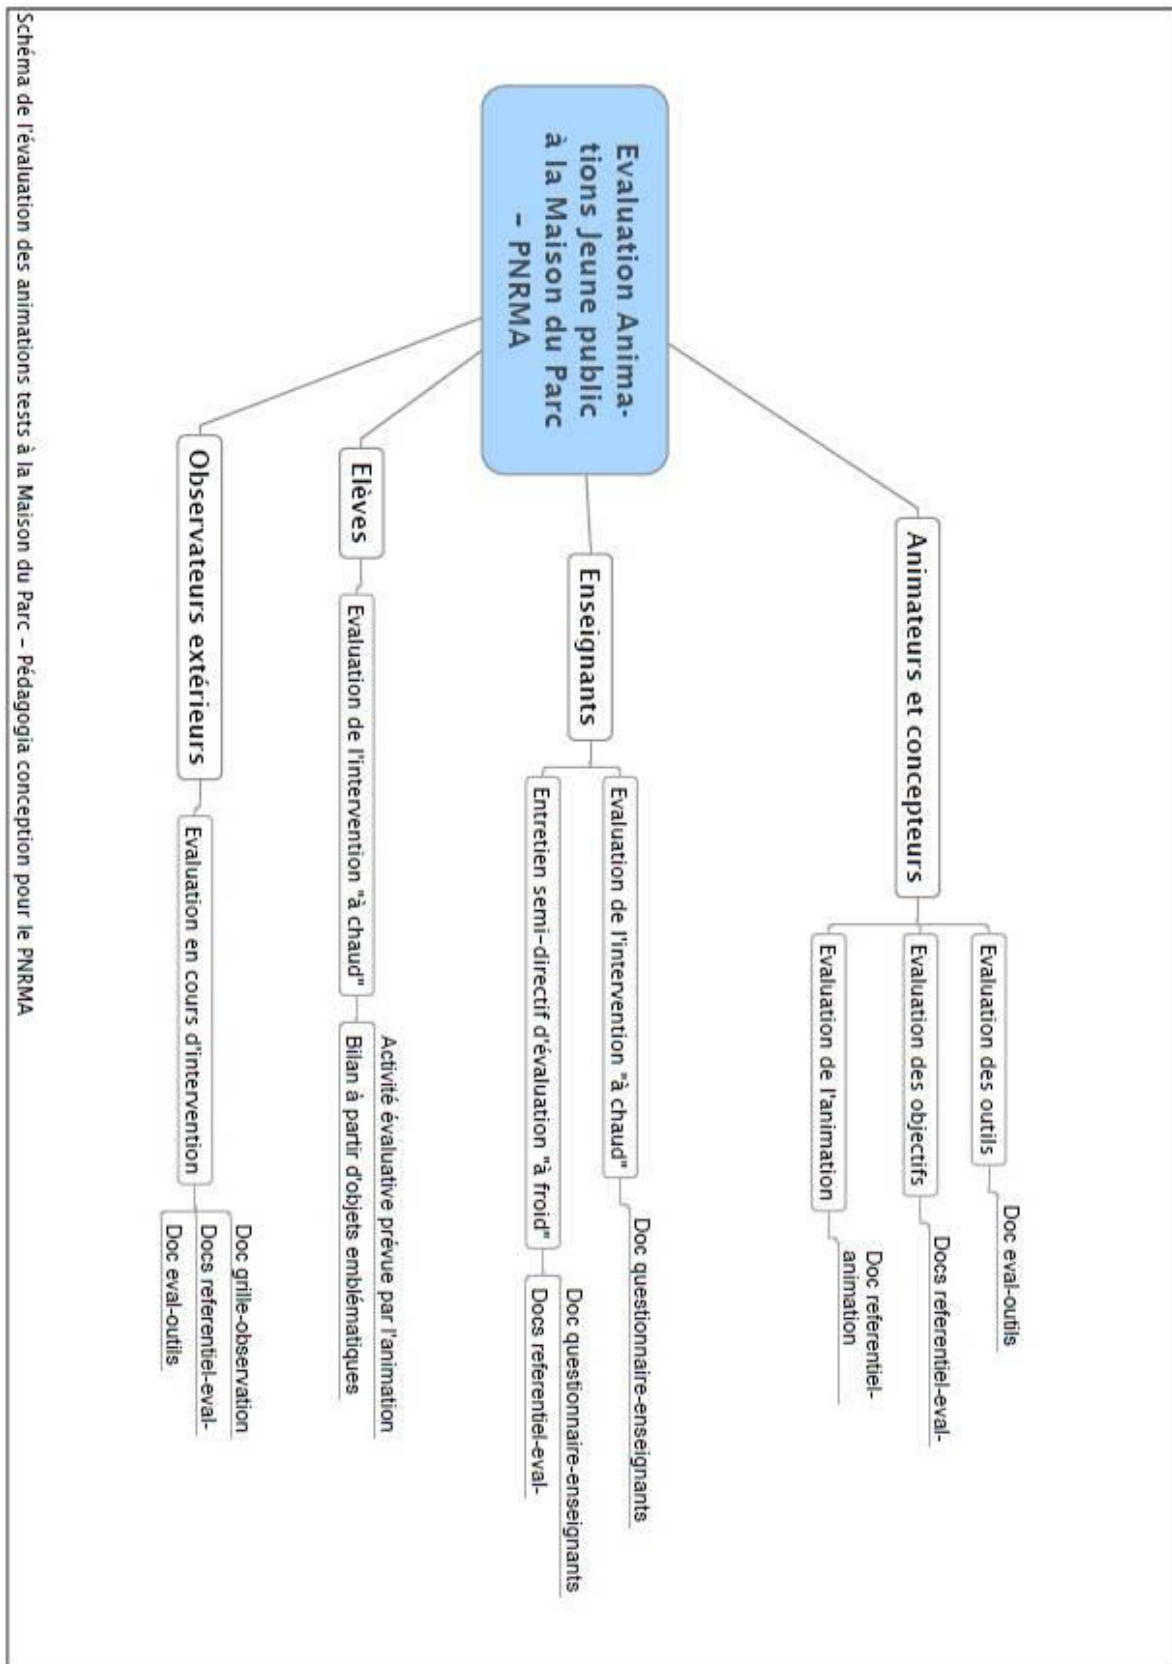 Evaluation Anima-
tions Jeune public
à la Maison du Parc
– PNRMA
Animateurs et concepteurs
Evaluation des outils
Doc eval-outils
Evaluation des objectifs
Docs referentiel-eval-
Evaluation de l'animation
Doc referentiel-
animation
Enseignants
Evaluation de l'intervention "à chaud"
Doc questionnaire-enseignants
Entretien semi-directif d'évaluation "à froid"
Doc questionnaire-enseignants
Docs referentiel-eval-
Elèves
Evaluation de l'intervention "à chaud"
Activité évaluative prévue par l'animation
Bilan à partir d'objets emblématiques
Observateurs extérieurs
Evaluation en cours d'intervention
Doc grille-observation
Docs referentiel-eval-
Doc eval-outils
Schéma de l'évaluation des animations tests à la Maison du Parc – Pédagogia conception pour le PNRMA